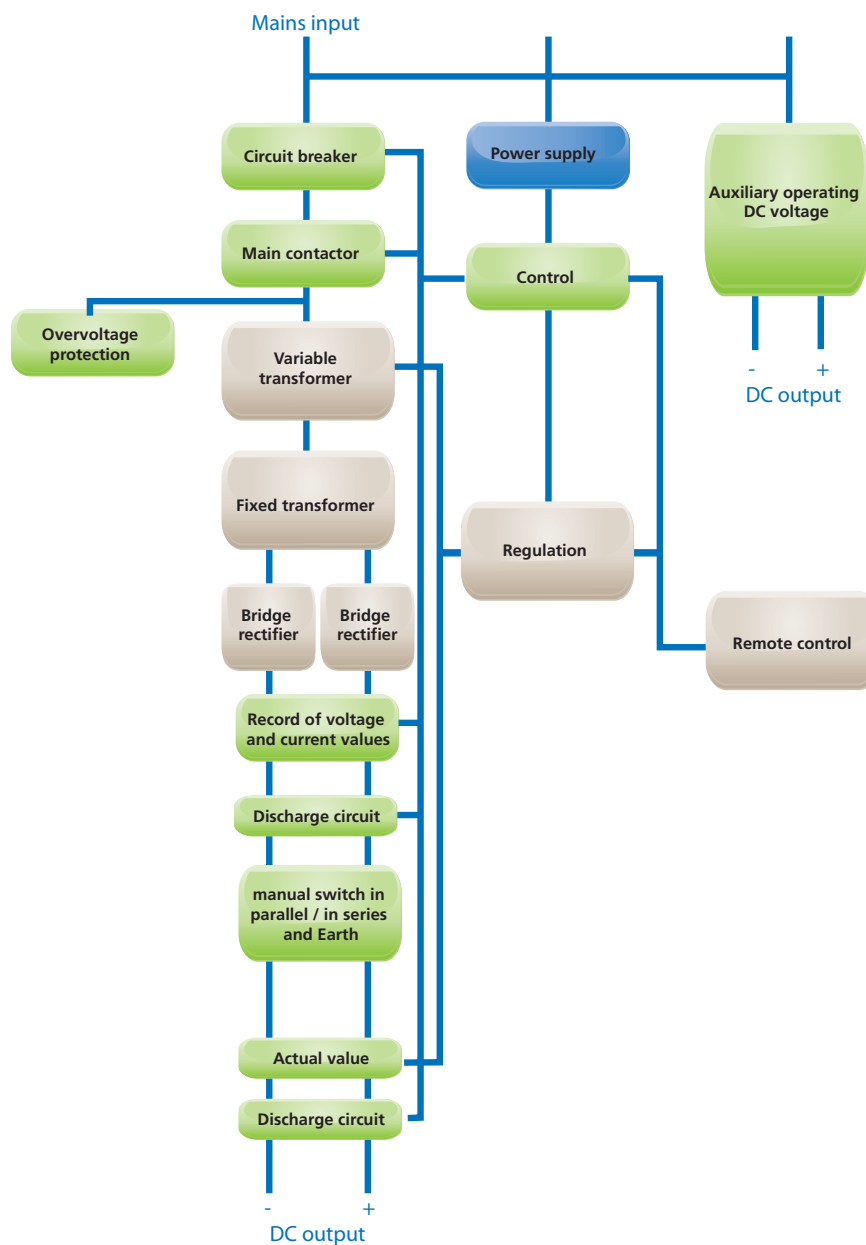 Mains input
Circuit breaker
Power supply
Auxiliary operating
DC voltage
Main contactor
Control
Overvoltage
protection
Variable
transformer
-
+
DC output
Fixed transformer
Regulation
Bridge
rectifier
Bridge
rectifier
Remote control
Record of voltage
and current values
Discharge circuit
manual switch in
parallel / in series
and Earth
Actual value
Discharge circuit
-
+
DC output